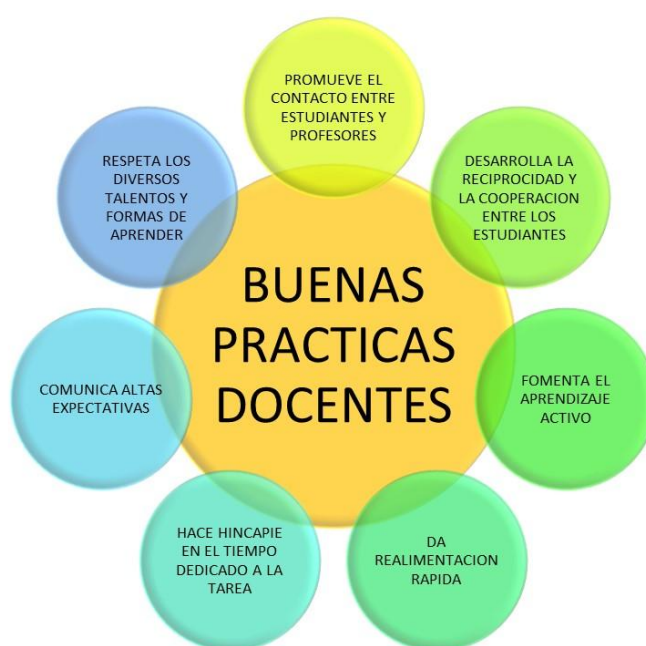 BUENAS
PRACTICAS
DOCENTES
PROMUEVE EL
CONTACTO ENTRE
ESTUDIANTES Y
PROFESORES
DESARROLLA LA
RECIPROCIDAD Y
LA COOPERACION
ENTRE LOS
ESTUDIANTES
FOMENTA EL
APRENDIZAJE
ACTIVO
DA
REALIMENTACION
RAPIDA
HACE HINCAPIE
EN EL TIEMPO
DEDICADO A LA
TAREA
COMUNICA ALTAS
EXPECTATIVAS
RESPETA LOS
DIVERSOS
TALENTOS Y
FORMAS DE
APRENDER